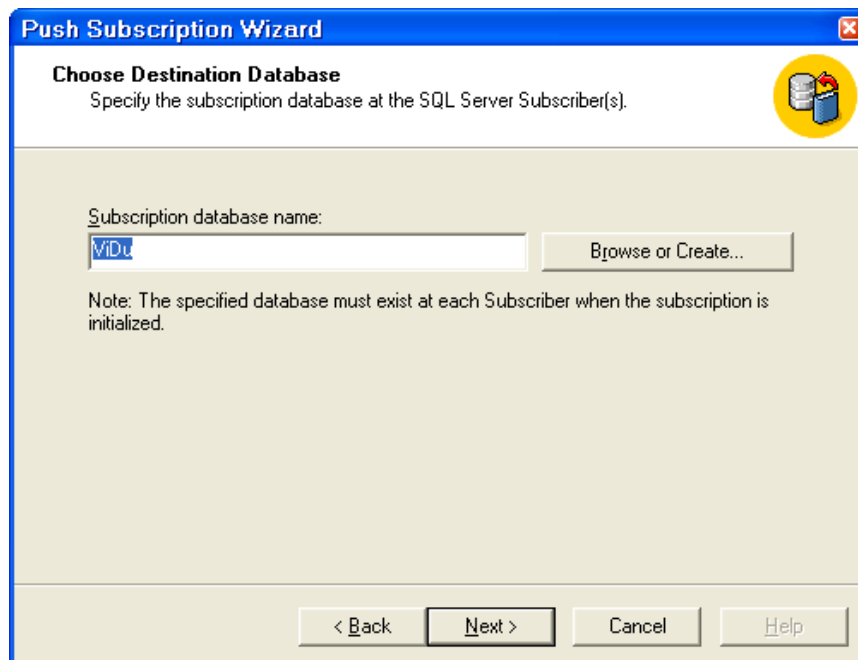 Push Subscription Wizard
Choose Destination Database
Specify the subscription database at the SQL Server Subscriber(s).
Subscription database name:
ViDu
Browse or Create...
Note: The specified database must exist at each Subscriber when the subscription is
initialized.
< Back
Next >
Cancel
Help